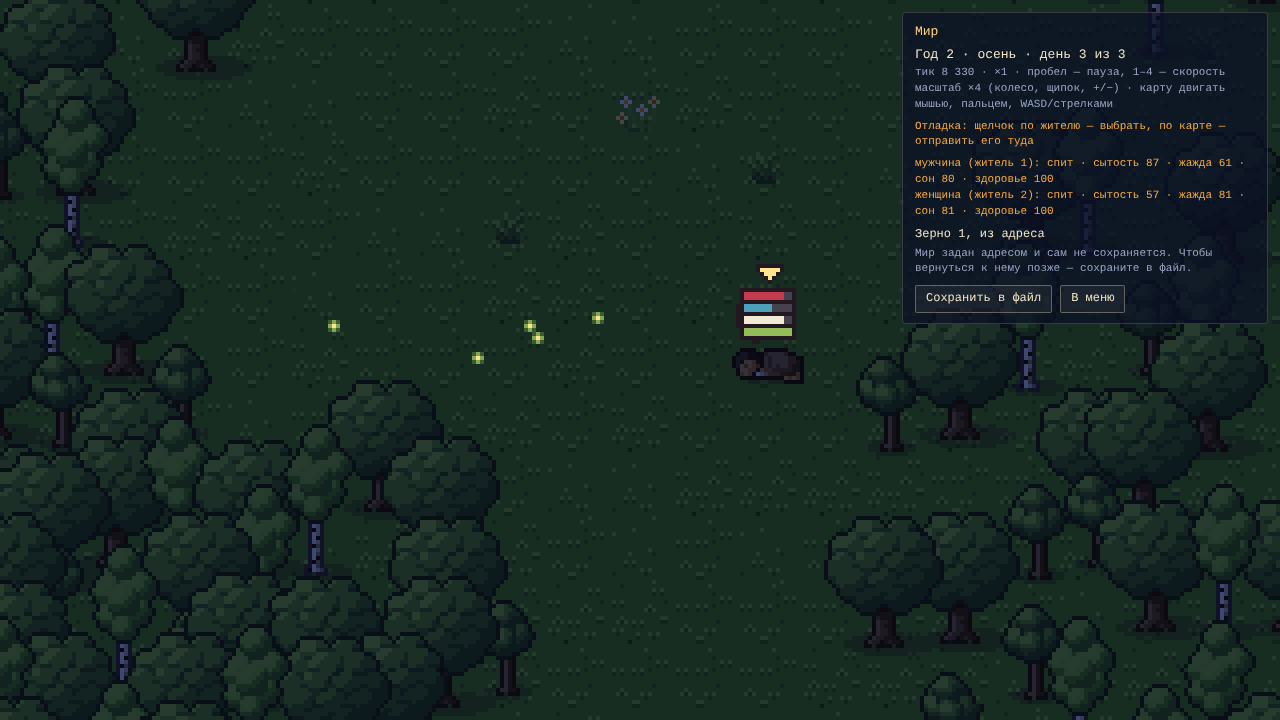 Мир
Год 2 · осень · день 3 из 3
тик 8 330 · ×1 · пробел — пауза, 1–4 — скорость
масштаб ×4 (колесо, щипок, +/−) · карту двигать
мышью, пальцем, WASD/стрелками
Отладка: щелчок по жителю — выбрать, по карте —
отправить его туда
мужчина (житель 1): спит · сытость 87 · жажда 61 ·
сон 80 · здоровье 100
женщина (житель 2): спит · сытость 57 · жажда 81 ·
сон 81 · здоровье 100
Зерно 1, из адреса
Мир задан адресом и сам не сохраняется. Чтобы
вернуться к нему позже — сохраните в файл.
Сохранить в файл
В меню